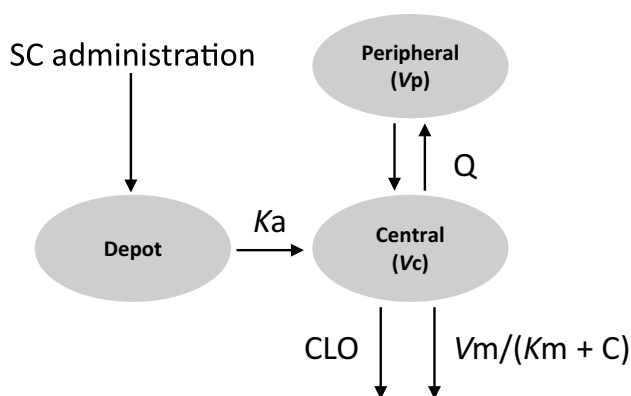 SC administration
Peripheral
(Vp)
Q
Depot
Ka
Central
(Vc)
CLO
Vm/(Km + C)